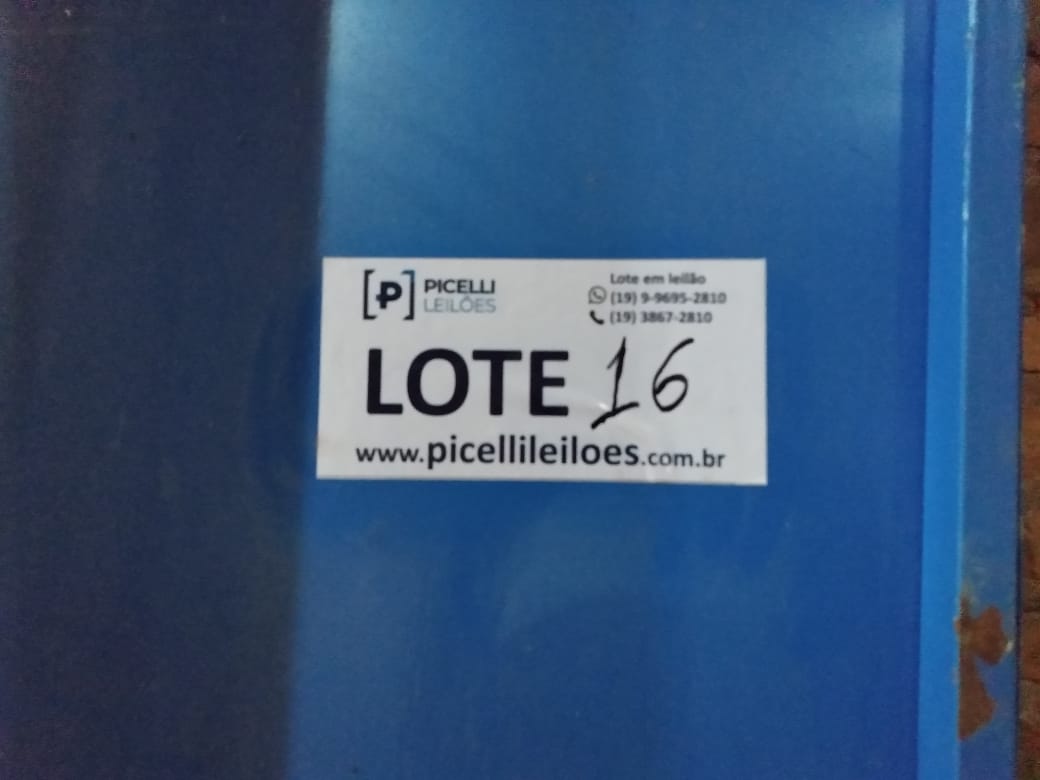 PICELLI
LEILÕES
Lote em leilão
(19) 9-9695-2810
(19) 3867-2810
LOTE 16
www.picellileiloes.com.br